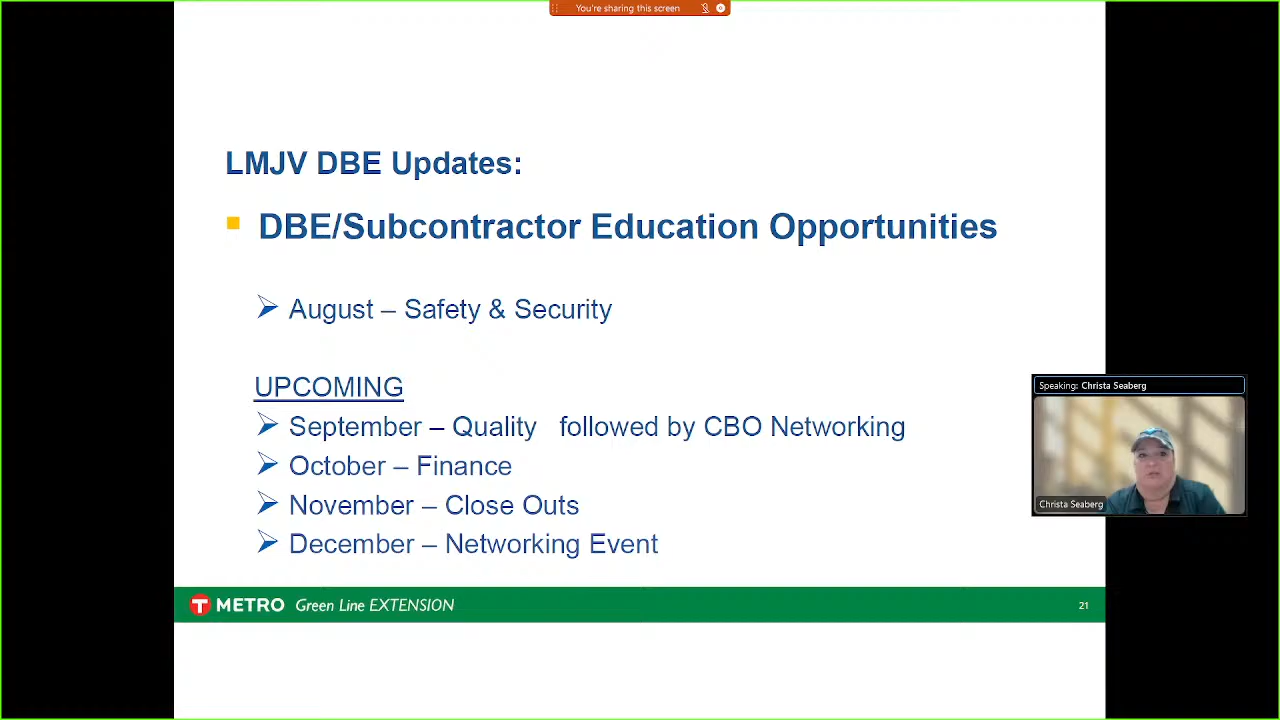 You're sharing this screen
LMJV DBE Updates:
DBE/Subcontractor Education Opportunities
August – Safety & Security
UPCOMING
September – Quality followed by CBO Networking
October – Finance
November – Close Outs
December – Networking Event
Speaking: Christa Seaberg
Christa Seaberg
T METRO Green Line EXTENSION
21